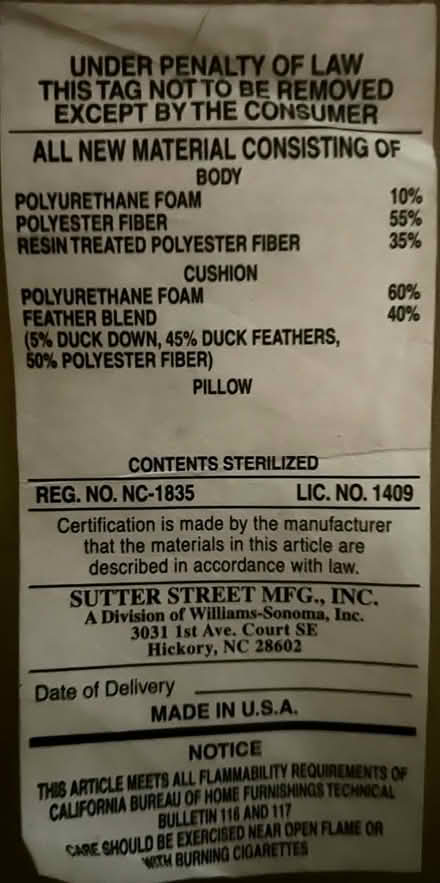 UNDER PENALTY OF LAW
THIS TAG NOT TO BE REMOVED
EXCEPT BY THE CONSUMER
ALL NEW MATERIAL CONSISTING OF
BODY
POLYURETHANE FOAM 10%
POLYESTER FIBER 55%
RESIN TREATED POLYESTER FIBER 35%
CUSHION
POLYURETHANE FOAM 60%
FEATHER BLEND 40%
(5% DUCK DOWN, 45% DUCK FEATHERS,
50% POLYESTER FIBER)
PILLOW
CONTENTS STERILIZED
REG. NO. NC-1835 LIC. NO. 1409
Certification is made by the manufacturer
that the materials in this article are
described in accordance with law.
SUTTER STREET MFG., INC.
A Division of Williams-Sonoma, Inc.
3031 1st Ave. Court SE
Hickory, NC 28602
Date of Delivery
MADE IN U.S.A.
NOTICE
THIS ARTICLE MEETS ALL FLAMMABILITY REQUIREMENTS OF
CALIFORNIA BUREAU OF HOME FURNISHINGS TECHNICAL
BULLETIN 116 AND 117
CARE SHOULD BE EXERCISED NEAR OPEN FLAME OR
WITH BURNING CIGARETTES